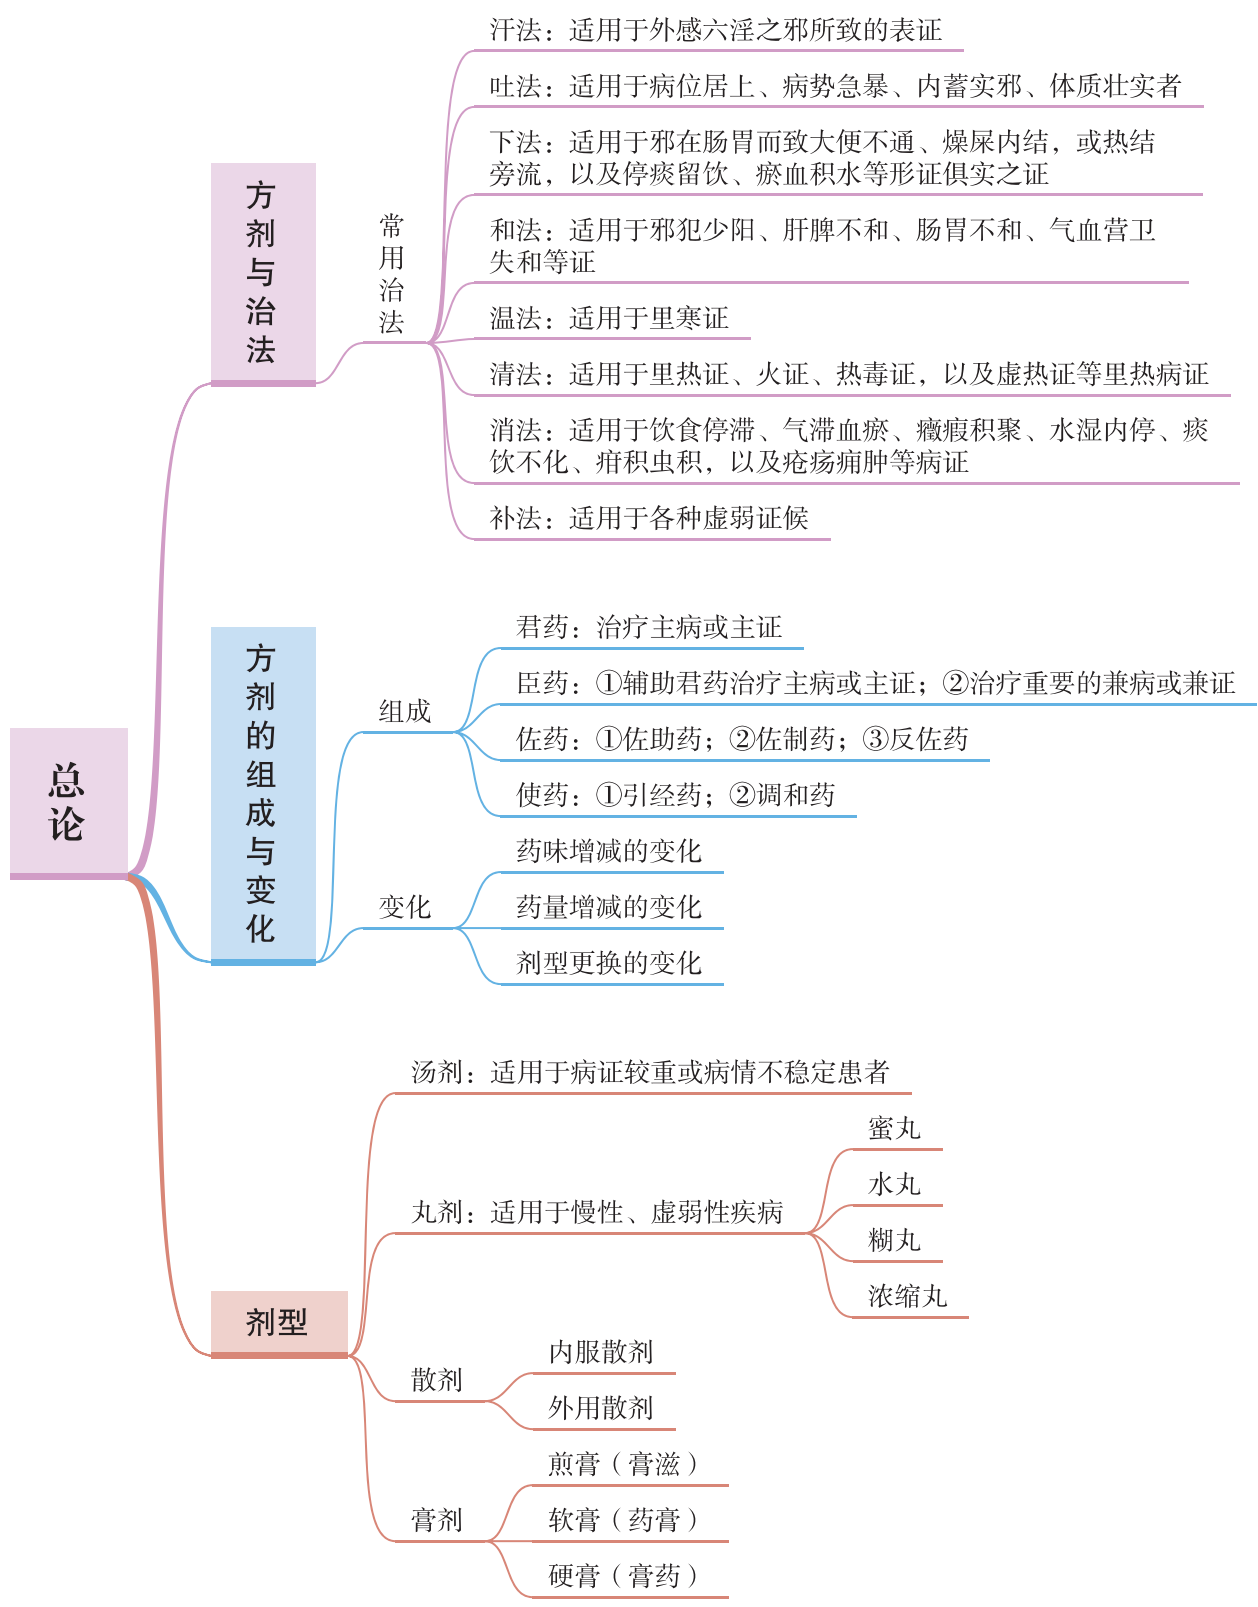 总论
方剂与治法
常用治法
汗法：适用于外感六淫之邪所致的表证
吐法：适用于病位居上、病势急暴、内蓄实邪、体质壮实者
下法：适用于邪在肠胃而致大便不通、燥屎内结，或热结
旁流，以及停痰留饮、瘀血积水等形证俱实之证
和法：适用于邪犯少阳、肝脾不和、肠胃不和、气血营卫
失和等证
温法：适用于里寒证
清法：适用于里热证、火证、热毒证，以及虚热证等里热病证
消法：适用于饮食停滞、气滞血瘀、癥瘕积聚、水湿内停、痰
饮不化、疳积虫积，以及疮疡痈肿等病证
补法：适用于各种虚弱证候
方剂的组成与变化
组成
君药：治疗主病或主证
臣药：①辅助君药治疗主病或主证；②治疗重要的兼病或兼证
佐药：①佐助药；②佐制药；③反佐药
使药：①引经药；②调和药
变化
药味增减的变化
药量增减的变化
剂型更换的变化
剂型
汤剂：适用于病证较重或病情不稳定患者
丸剂：适用于慢性、虚弱性疾病
蜜丸
水丸
糊丸
浓缩丸
散剂
内服散剂
外用散剂
膏剂
煎膏（膏滋）
软膏（药膏）
硬膏（膏药）